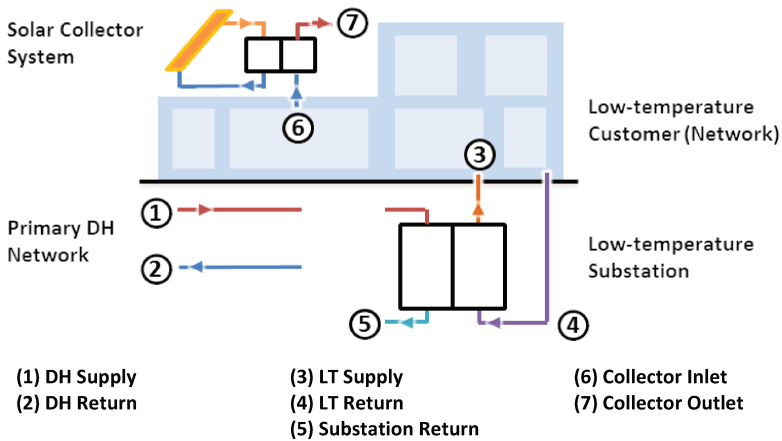 Solar Collector
System
7
6
Low-temperature
Customer (Network)
3
1
Primary DH
Network
2
Low-temperature
Substation
5
4
(1) DH Supply
(2) DH Return
(3) LT Supply
(4) LT Return
(5) Substation Return
(6) Collector Inlet
(7) Collector Outlet